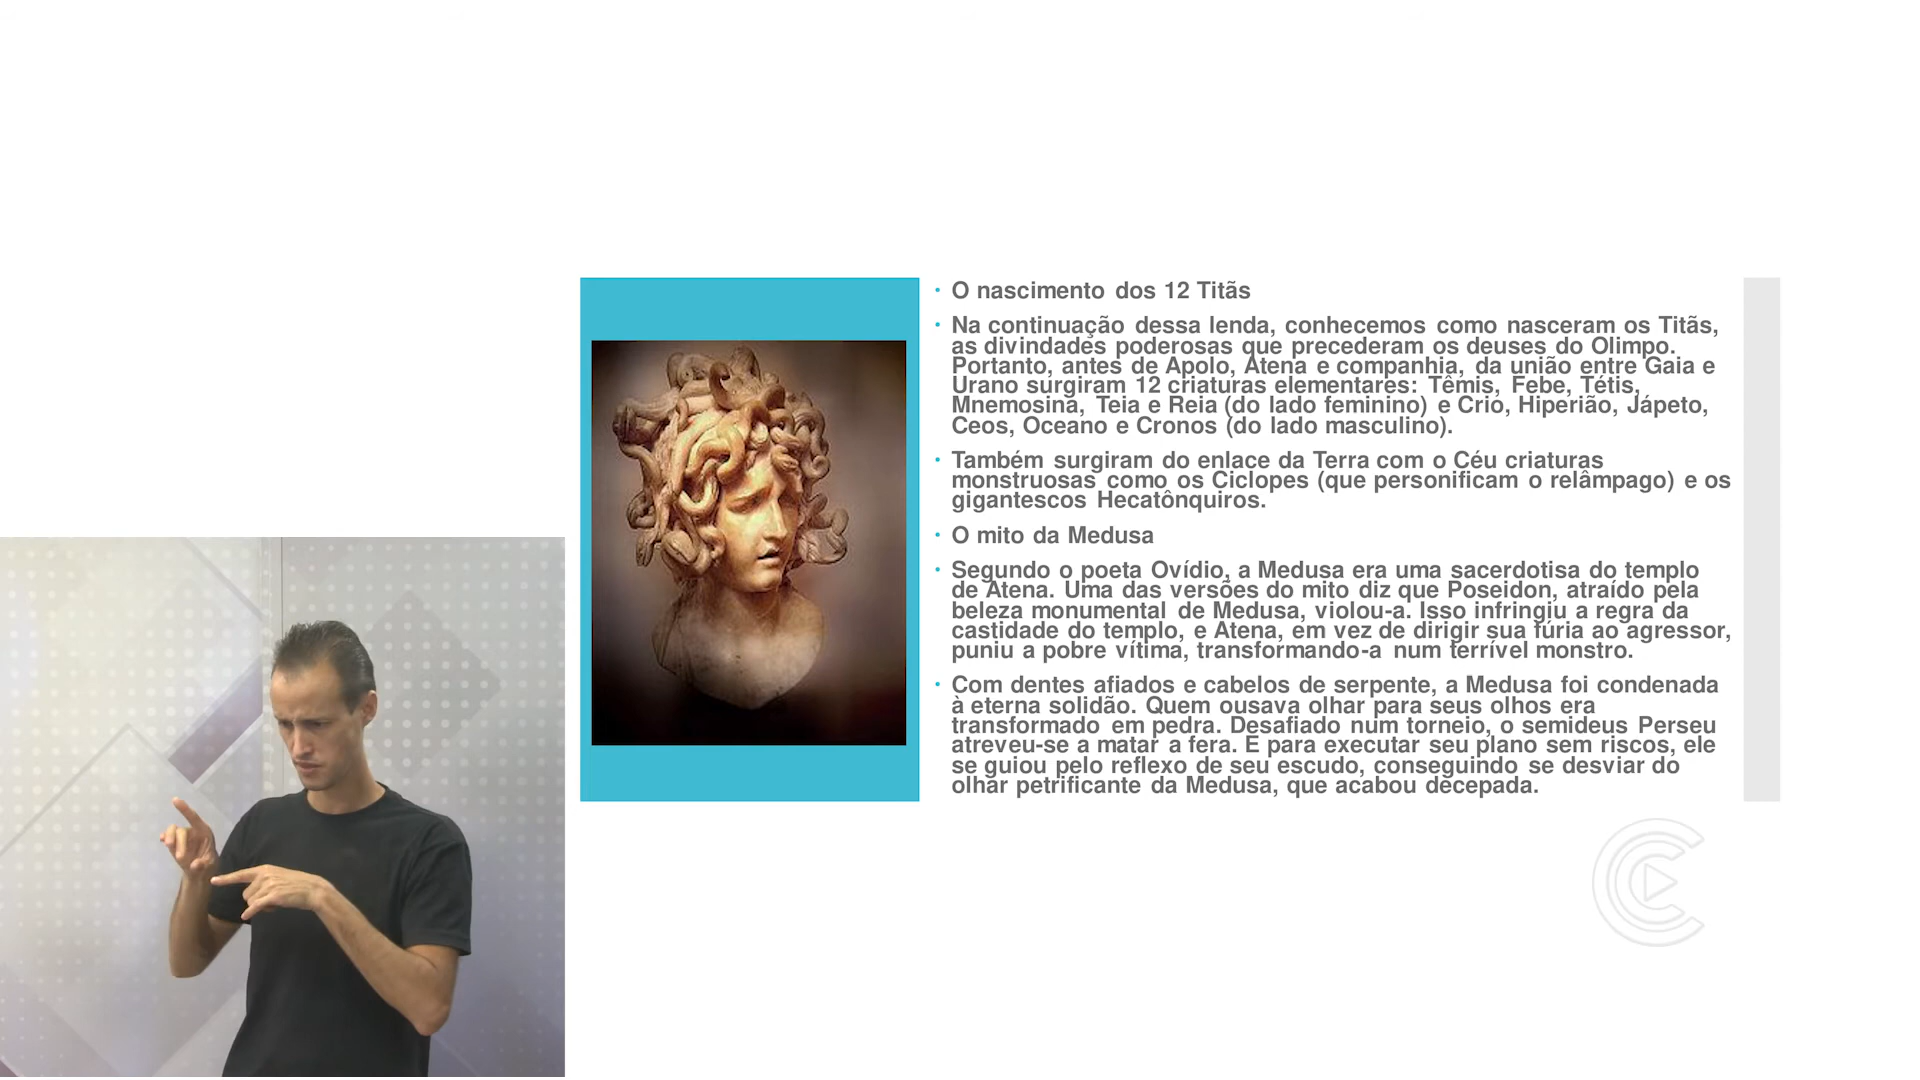 O nascimento dos 12 Titãs
Na continuação dessa lenda, conhecemos como nasceram os Titãs,
as divindades poderosas que precederam os deuses do Olimpo.
Portanto, antes de Apolo, Atena e companhia, da união entre Gaia e
Urano surgiram 12 criaturas elementares: Têmis, Febe, Tétis,
Mnemosina, Teia e Reia (do lado feminino) e Crio, Hiperião, Jápeto,
Ceos, Oceano e Cronos (do lado masculino).
Também surgiram do enlace da Terra com o Céu criaturas
monstruosas como os Ciclopes (que personificam o relâmpago) e os
gigantescos Hecatônquiros.
O mito da Medusa
Segundo o poeta Ovídio, a Medusa era uma sacerdotisa do templo
de Atena. Uma das versões do mito diz que Poseidon, atraído pela
beleza monumental de Medusa, violou-a. Isso infringiu a regra da
castidade do templo, e Atena, em vez de dirigir sua fúria ao agressor,
puniu a pobre vítima, transformando-a num terrível monstro.
Com dentes afiados e cabelos de serpente, a Medusa foi condenada
à eterna solidão. Quem ousava olhar para seus olhos era
transformado em pedra. Desafiado num torneio, o semideus Perseu
atreveu-se a matar a fera. E para executar seu plano sem riscos, ele
se guiou pelo reflexo de seu escudo, conseguindo se desviar do
olhar petrificante da Medusa, que acabou decepada.